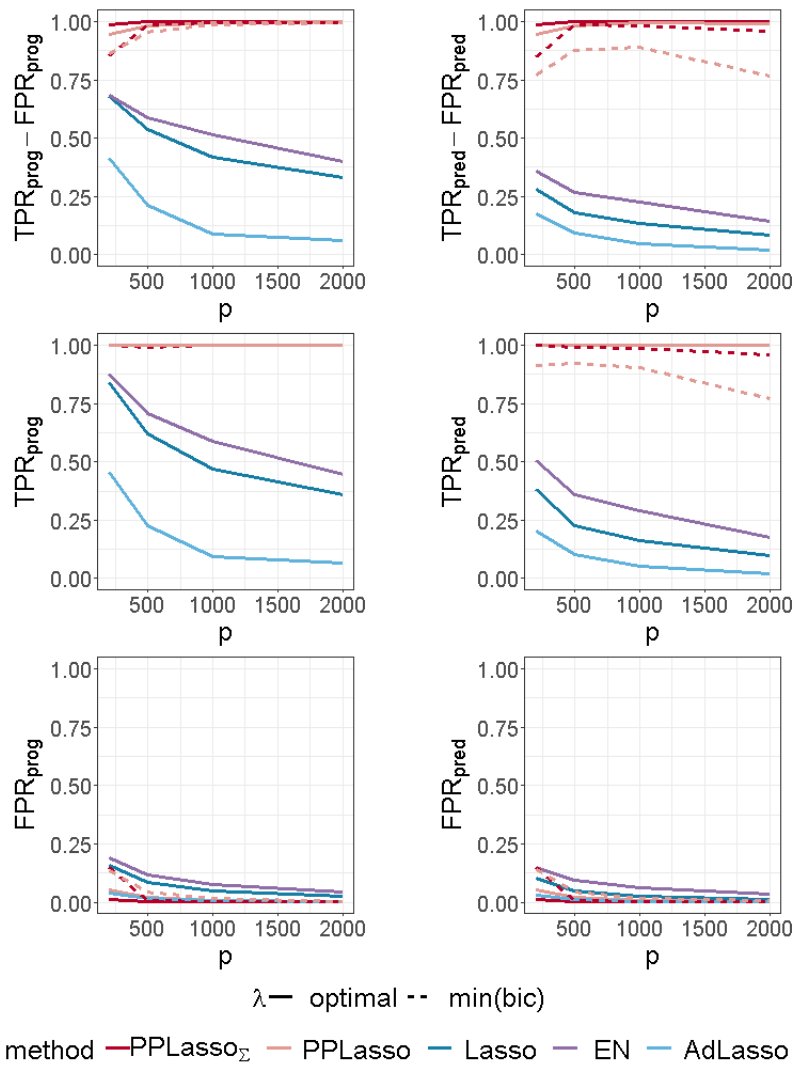 TPRprog − FPRprog
1.00
0.75
0.50
0.25
0.00
500 1000 1500 2000
p
TPRpred − FPRpred
1.00
0.75
0.50
0.25
0.00
500 1000 1500 2000
p
TPRprog
1.00
0.75
0.50
0.25
0.00
500 1000 1500 2000
p
TPRpred
1.00
0.75
0.50
0.25
0.00
500 1000 1500 2000
p
FPRprog
1.00
0.75
0.50
0.25
0.00
500 1000 1500 2000
p
FPRpred
1.00
0.75
0.50
0.25
0.00
500 1000 1500 2000
p
λ optimal min(bic)
method PPLassoΣ PPLasso Lasso EN AdLasso